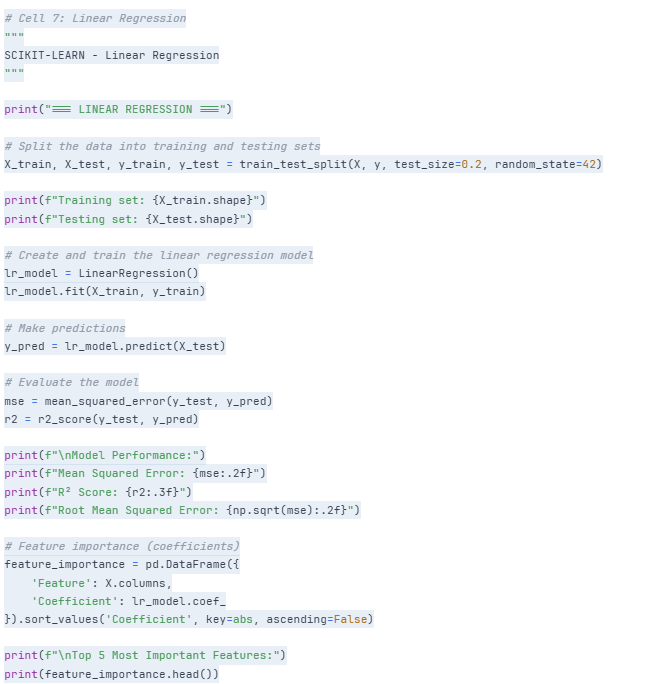 # Cell 7: Linear Regression
"""
SCIKIT-LEARN - Linear Regression
"""
print("=== LINEAR REGRESSION ===")
# Split the data into training and testing sets
X_train, X_test, y_train, y_test = train_test_split(X, y, test_size=0.2, random_state=42)
print(f"Training set: {X_train.shape}")
print(f"Testing set: {X_test.shape}")
# Create and train the linear regression model
lr_model = LinearRegression()
lr_model.fit(X_train, y_train)
# Make predictions
y_pred = lr_model.predict(X_test)
# Evaluate the model
mse = mean_squared_error(y_test, y_pred)
r2 = r2_score(y_test, y_pred)
print(f"\nModel Performance:")
print(f"Mean Squared Error: {mse:.2f}")
print(f"R² Score: {r2:.3f}")
print(f"Root Mean Squared Error: {np.sqrt(mse):.2f}")
# Feature importance (coefficients)
feature_importance = pd.DataFrame({
    'Feature': X.columns,
    'Coefficient': lr_model.coef_
}).sort_values('Coefficient', key=abs, ascending=False)
print(f"\nTop 5 Most Important Features:")
print(feature_importance.head())